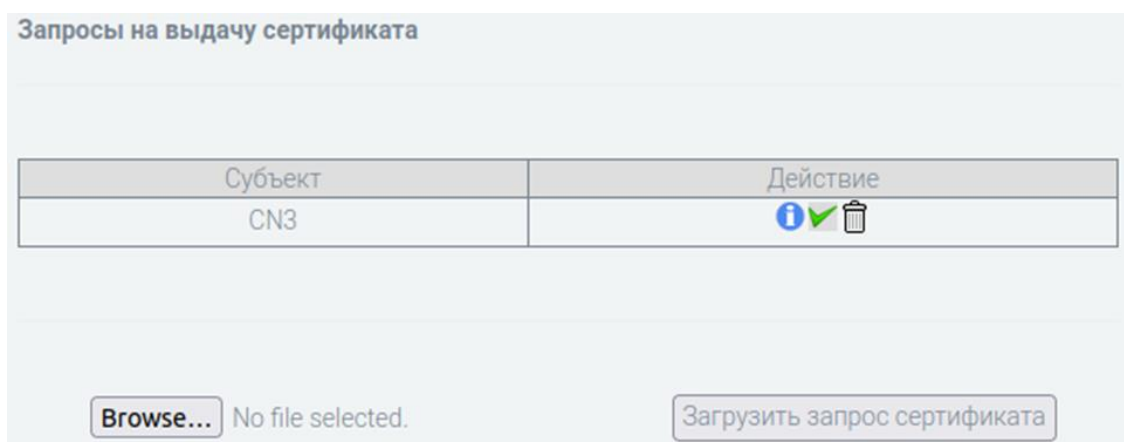 Запросы на выдачу сертификата
Субъект Действие
CN3
Browse... No file selected. Загрузить запрос сертификата